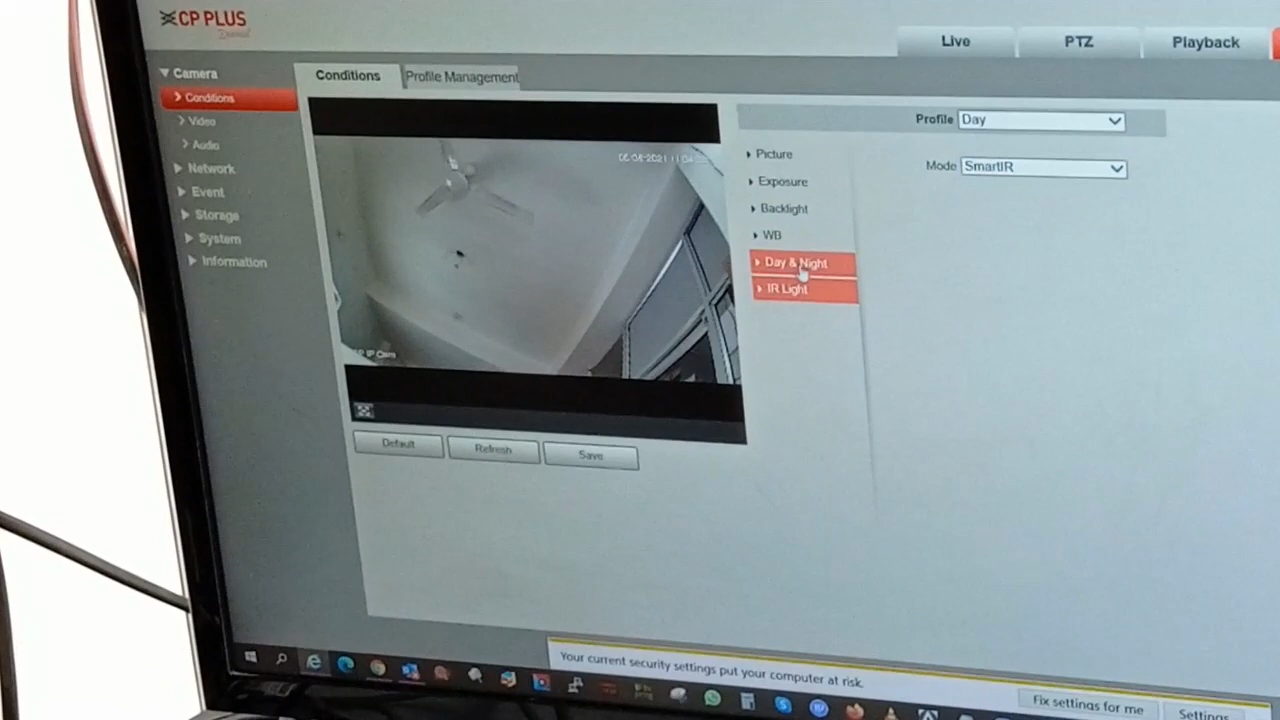 CP PLUS
Live
PTZ
Playback
Camera
Conditions
Video
Audio
Network
Event
Storage
System
Information
Conditions
Profile Management
IP Cam
Default
Refresh
Save
Profile
Day
Picture
Exposure
Backlight
WB
Day & Night
IR Light
Mode
SmartIR
Your current security settings put your computer at risk.
Fix settings for me
Settings